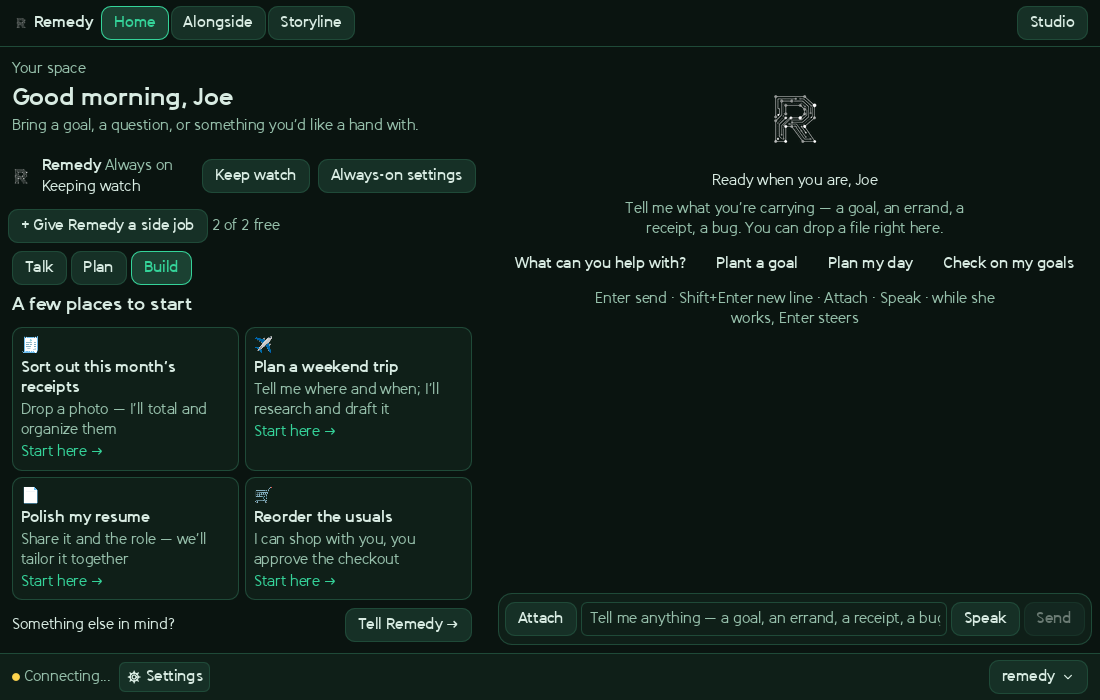 Remedy Home Alongside Storyline Studio
Your space
Good morning, Joe
Bring a goal, a question, or something you'd like a hand with.
Remedy Always on
Keeping watch
Keep watch Always-on settings
+ Give Remedy a side job 2 of 2 free
Talk Plan Build
A few places to start
Sort out this month's
receipts
Drop a photo — I'll total and
organize them
Start here →
Plan a weekend trip
Tell me where and when; I'll
research and draft it
Start here →
Polish my resume
Share it and the role — we'll
tailor it together
Start here →
Reorder the usuals
I can shop with you, you
approve the checkout
Start here →
Something else in mind? Tell Remedy →
R
Ready when you are, Joe
Tell me what you're carrying — a goal, an errand, a
receipt, a bug. You can drop a file right here.
What can you help with? Plant a goal Plan my day Check on my goals
Enter send · Shift+Enter new line · Attach · Speak · while she
works, Enter steers
Attach Tell me anything — a goal, an errand, a receipt, a bug Speak Send
Connecting... Settings remedy